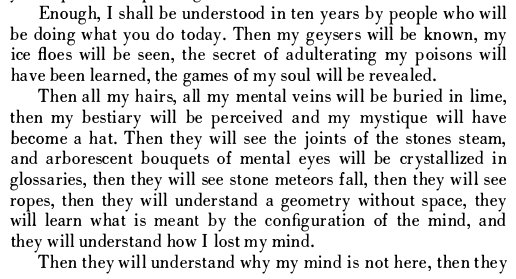 Enough, I shall be understood in ten years by people who will
be doing what you do today. Then my geysers will be known, my
ice floes will be seen, the secret of adulterating my poisons will
have been learned, the games of my soul will be revealed.
Then all my hairs, all my mental veins will be buried in lime,
then my bestiary will be perceived and my mystique will have
become a hat. Then they will see the joints of the stones steam,
and arborescent bouquets of mental eyes will be crystallized in
glossaries, then they will see stone meteors fall, then they will see
ropes, then they will understand a geometry without space, they
will learn what is meant by the configuration of the mind, and
they will understand how I lost my mind.
Then they will understand why my mind is not here, then they